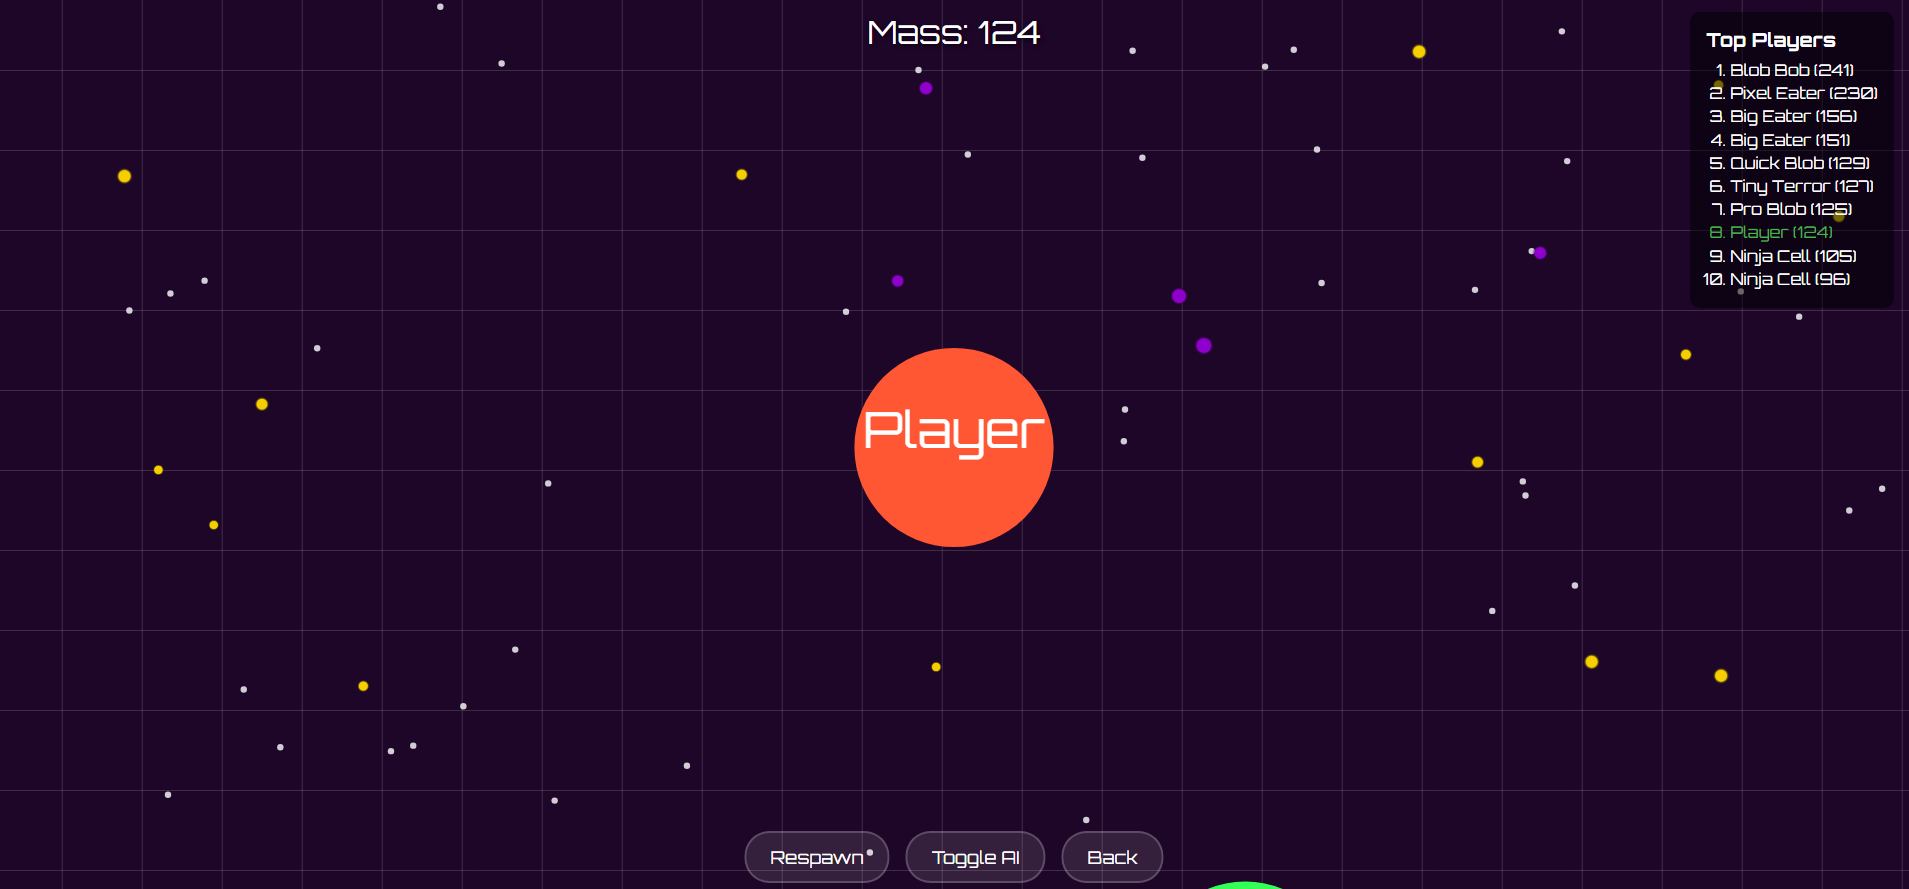 Mass: 124
Top Players
1. Blob Bob (241)
2. Pixel Eater (230)
3. Big Eater (156)
4. Big Eater (151)
5. Quick Blob (129)
6. Tiny Terror (127)
7. Pro Blob (125)
8. Player (124)
9. Ninja Cell (105)
10. Ninja Cell (96)
Player
Respawn
Toggle AI
Back